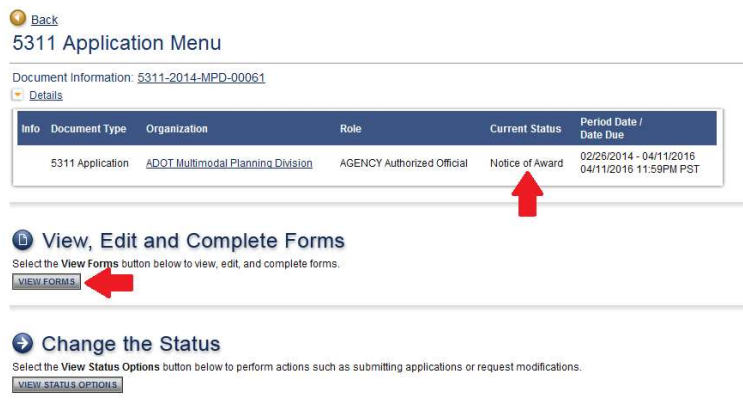 Back
5311 Application Menu
Document Information: 5311-2014-MPD-00061
Details
Info Document Type Organization Role Current Status Period Date / Date Due
5311 Application ADOT Multimodal Planning Division AGENCY Authorized Official Notice of Award 02/26/2014 - 04/11/2016
04/11/2016 11:59PM PST
View, Edit and Complete Forms
Select the View Forms button below to view, edit, and complete forms.
VIEW FORMS
Change the Status
Select the View Status Options button below to perform actions such as submitting applications or request modifications.
VIEW STATUS OPTIONS